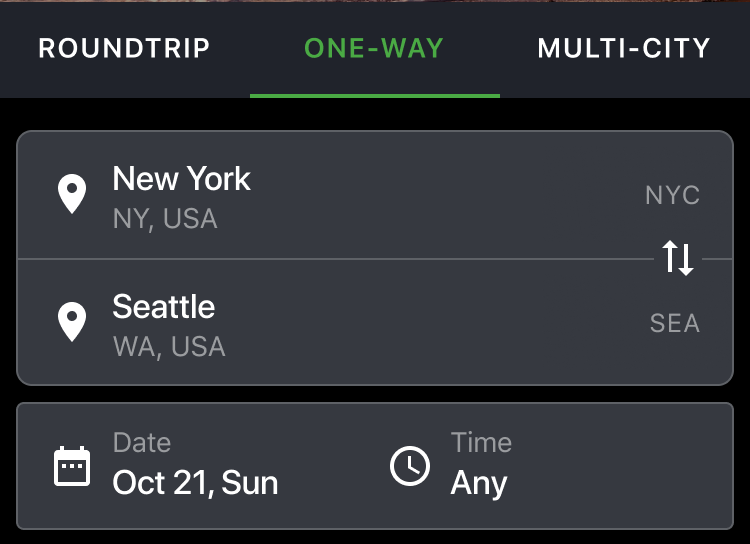 ROUNDTRIP ONE-WAY MULTI-CITY
New York
NY, USA
NYC
Seattle
WA, USA
SEA
Date
Oct 21, Sun
Time
Any